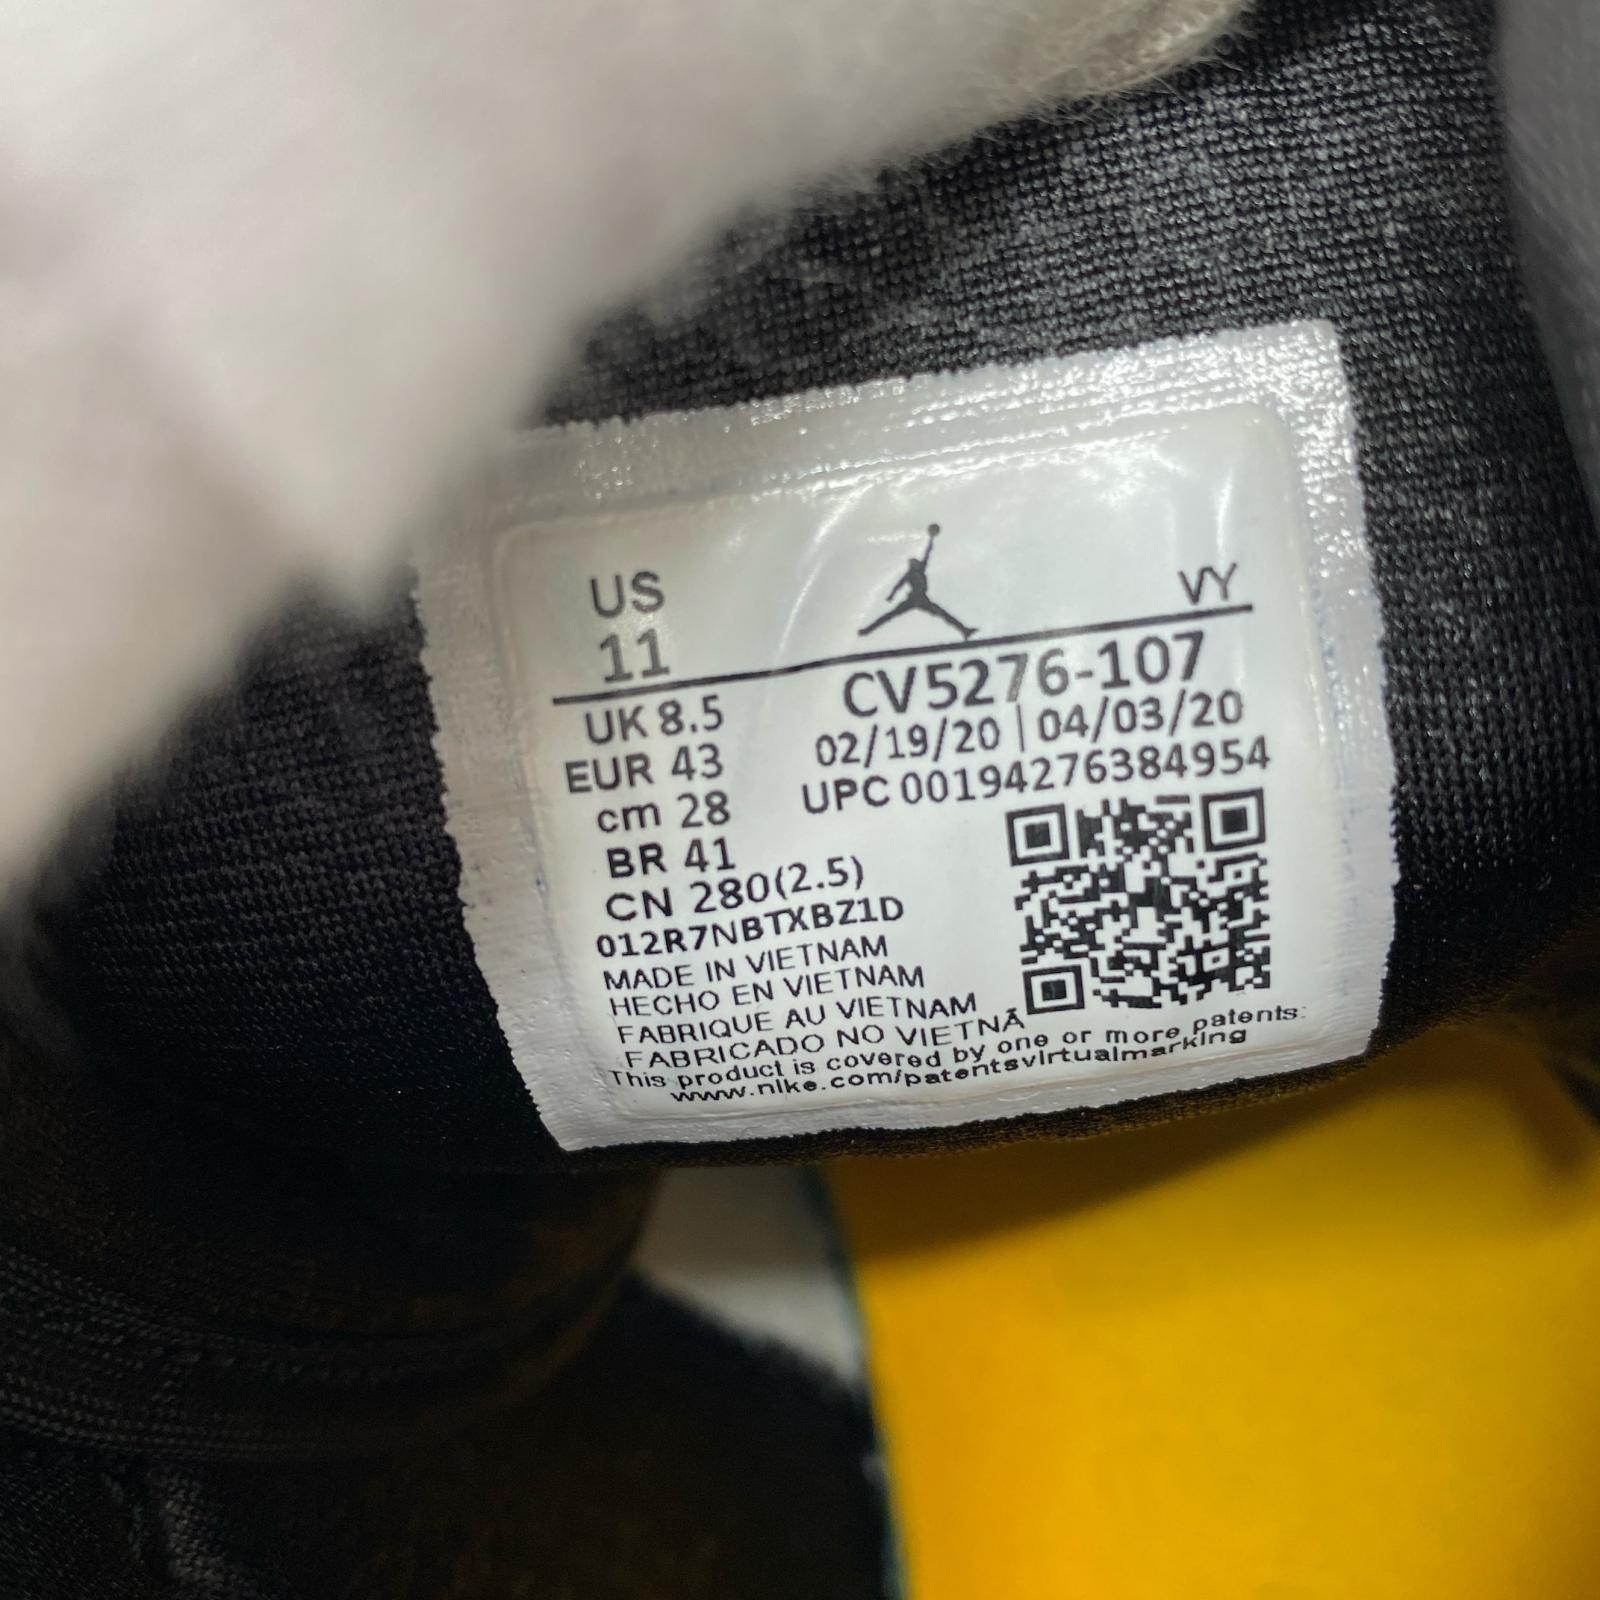 US
11
VY
UK 8.5
EUR 43
cm 28
BR 41
CN 280(2.5)
CV5276-107
02/19/20 | 04/03/20
UPC 00194276384954
012R7NBTXBZ1D
MADE IN VIETNAM
HECHO EN VIETNAM
FABRIQUE AU VIETNAM
FABRICADO NO VIETNÃ
This product is covered by one or more patents:
www.nike.com/patentsvirtualmarking